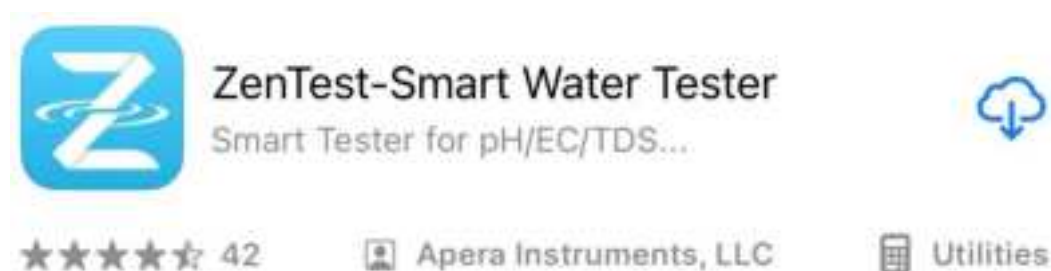 ZenTest-Smart Water Tester
Smart Tester for pH/EC/TDS...
42 Apera Instruments, LLC Utilities